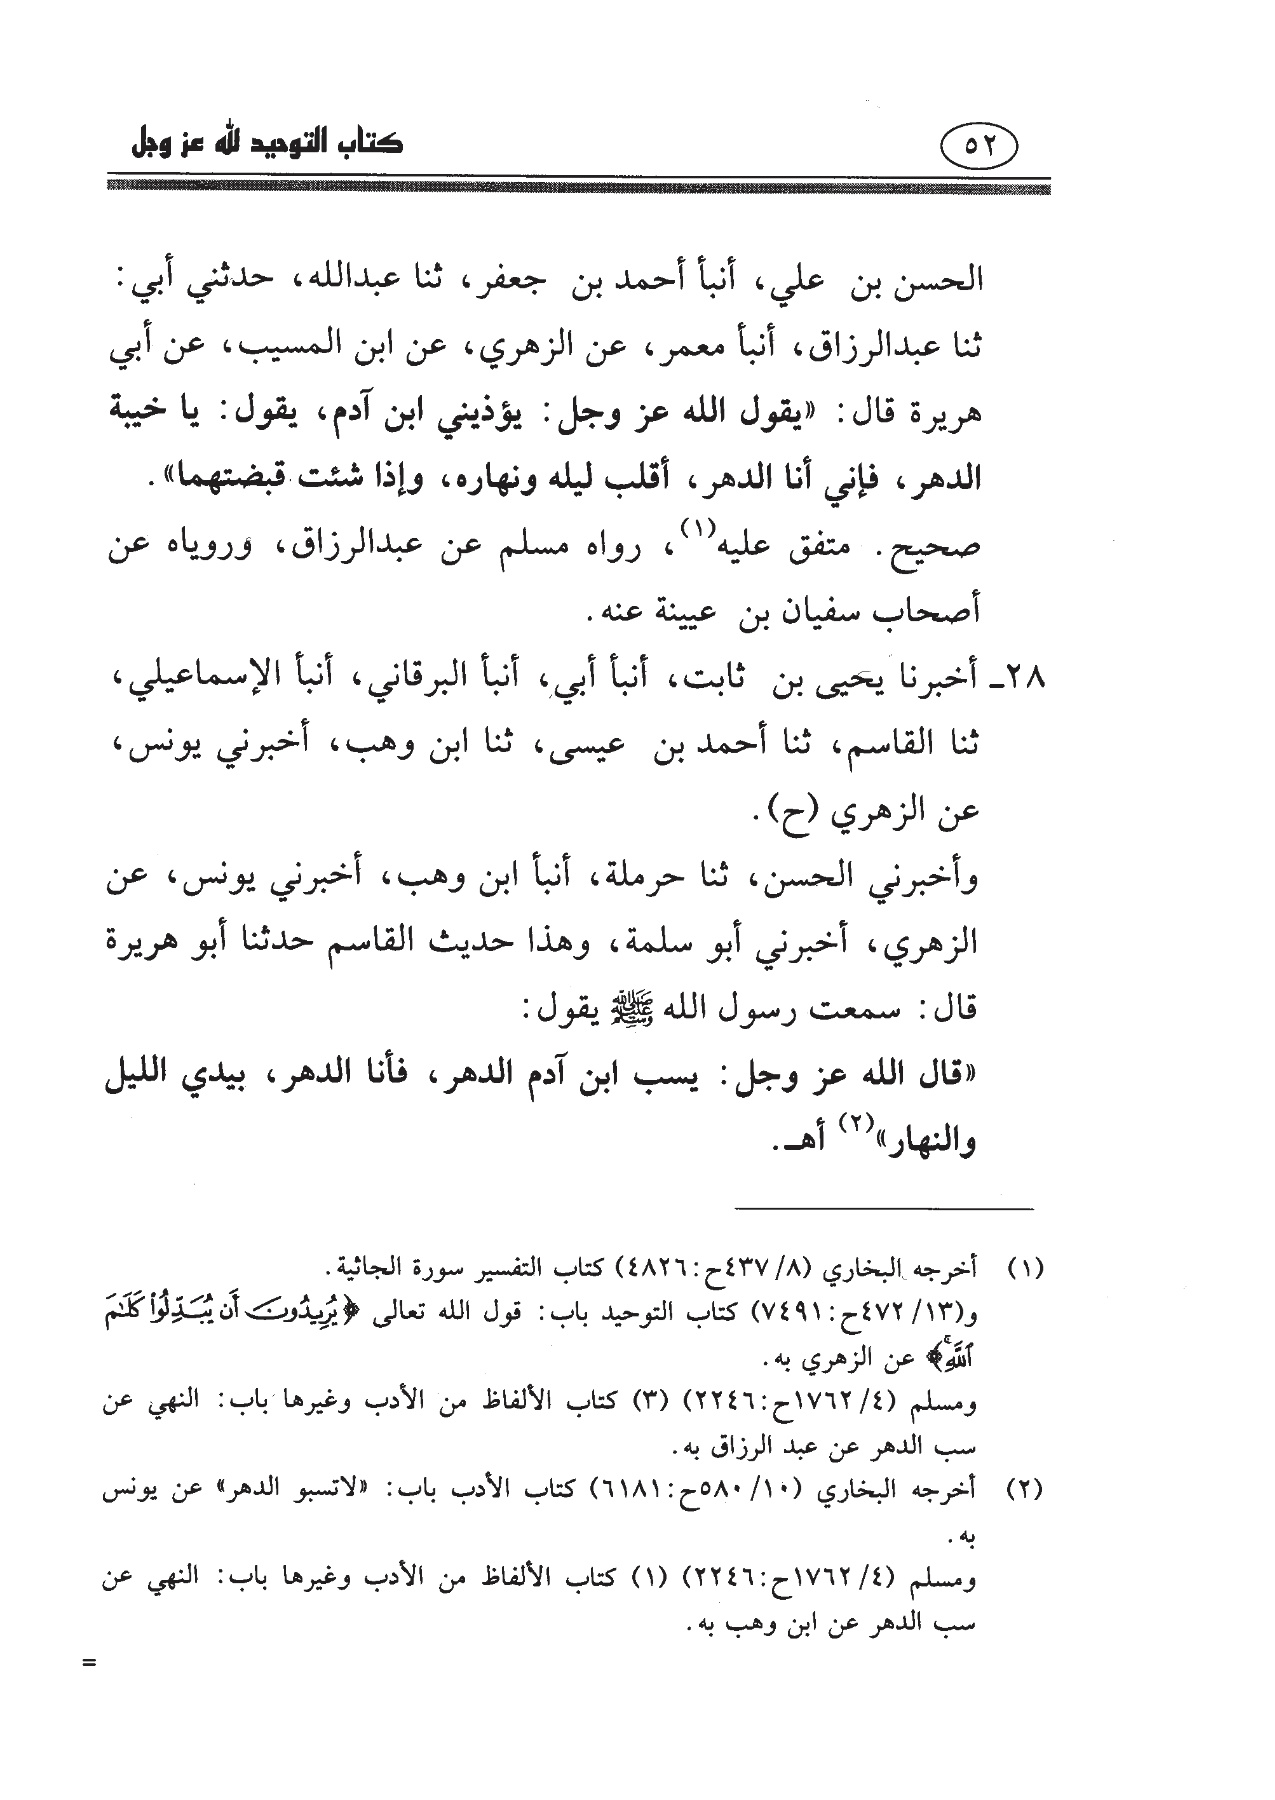 ٥٢
كتاب التوحيد لله عز وجل
الحسن بن علي، أنبأ أحمد بن جعفر، ثنا عبدالله، حدثني أبي:
ثنا عبدالرزاق، أنبأ معمر، عن الزهري، عن ابن المسيب، عن أبي
هريرة قال: «يقول الله عز وجل: يؤذيني ابن آدم، يقول: يا خيبة
الدهر، فإني أنا الدهر، أقلب ليله ونهاره، وإذا شئت قبضتهما».
صحيح. متفق عليه(١)، رواه مسلم عن عبدالرزاق، وروياه عن
أصحاب سفيان بن عيينة عنه.
٢٨ـ أخبرنا يحيى بن ثابت، أنبأ أبي، أنبأ البرقاني، أنبأ الإسماعيلي،
ثنا القاسم، ثنا أحمد بن عيسى، ثنا ابن وهب، أخبرني يونس،
عن الزهري (ح).
وأخبرني الحسن، ثنا حرملة، أنبأ ابن وهب، أخبرني يونس، عن
الزهري، أخبرني أبو سلمة، وهذا حديث القاسم حدثنا أبو هريرة
قال: سمعت رسول الله ﷺ يقول:
«قال الله عز وجل: يسب ابن آدم الدهر، فأنا الدهر، بيدي الليل
والنهار»(٢) أهـ.
(١) أخرجه البخاري (٨/ ٤٣٧ح:٤٨٢٦) كتاب التفسير سورة الجاثية.
و(١٣/ ٤٧٢ح:٧٤٩١) كتاب التوحيد باب: قول الله تعالى ﴿يُرِيدُونَ أَن يُبَدِّلُوا۟ كَلَٰمَ
ٱللَّهِ﴾ عن الزهري به.
ومسلم (٤/ ١٧٦٢ح:٢٢٤٦) (٣) كتاب الألفاظ من الأدب وغيرها باب: النهي عن
سب الدهر عن عبد الرزاق به.
(٢) أخرجه البخاري (١٠/ ٥٨٠ح:٦١٨١) كتاب الأدب باب: «لاتسبو الدهر» عن يونس
به.
ومسلم (٤/ ١٧٦٢ح:٢٢٤٦) (١) كتاب الألفاظ من الأدب وغيرها باب: النهي عن
سب الدهر عن ابن وهب به.
=